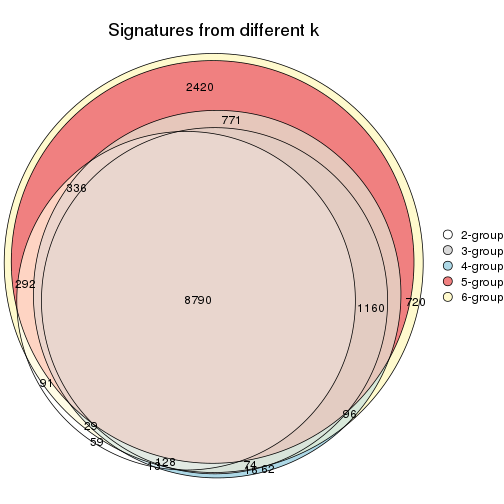 Signatures from different k
2420
771
336
292
8790
1160
720
91
96
29
59
128
13
74
18
62
2-group
3-group
4-group
5-group
6-group